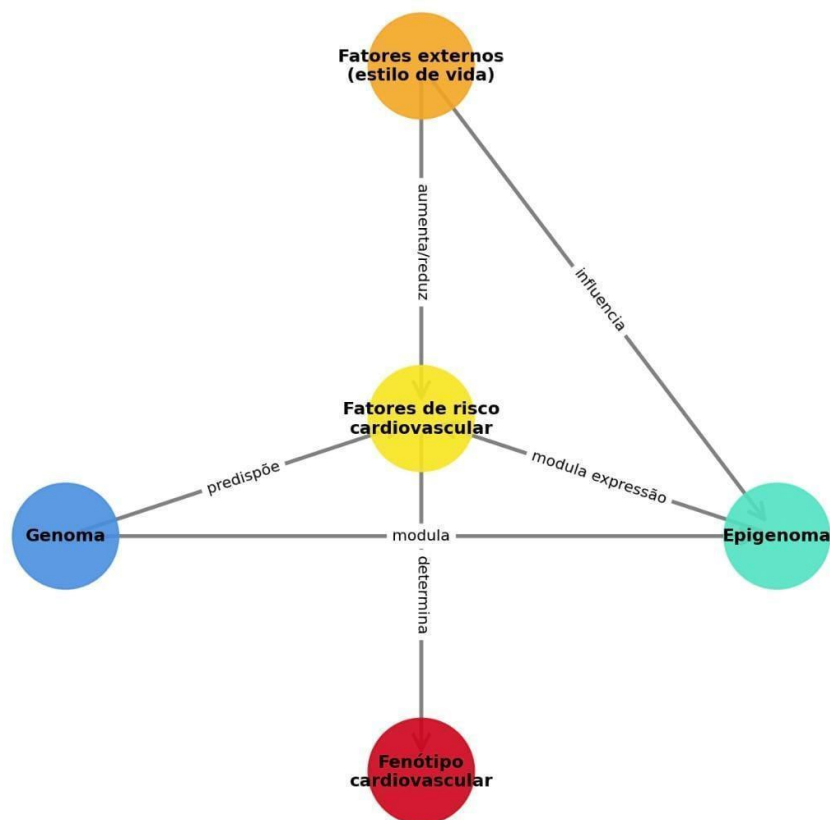 Fatores externos
(estilo de vida)
aumenta/reduz
influencia
Fatores de risco
cardiovascular
predispõe
modula expressão
Genoma
modula
Epigenoma
determina
Fenótipo
cardiovascular